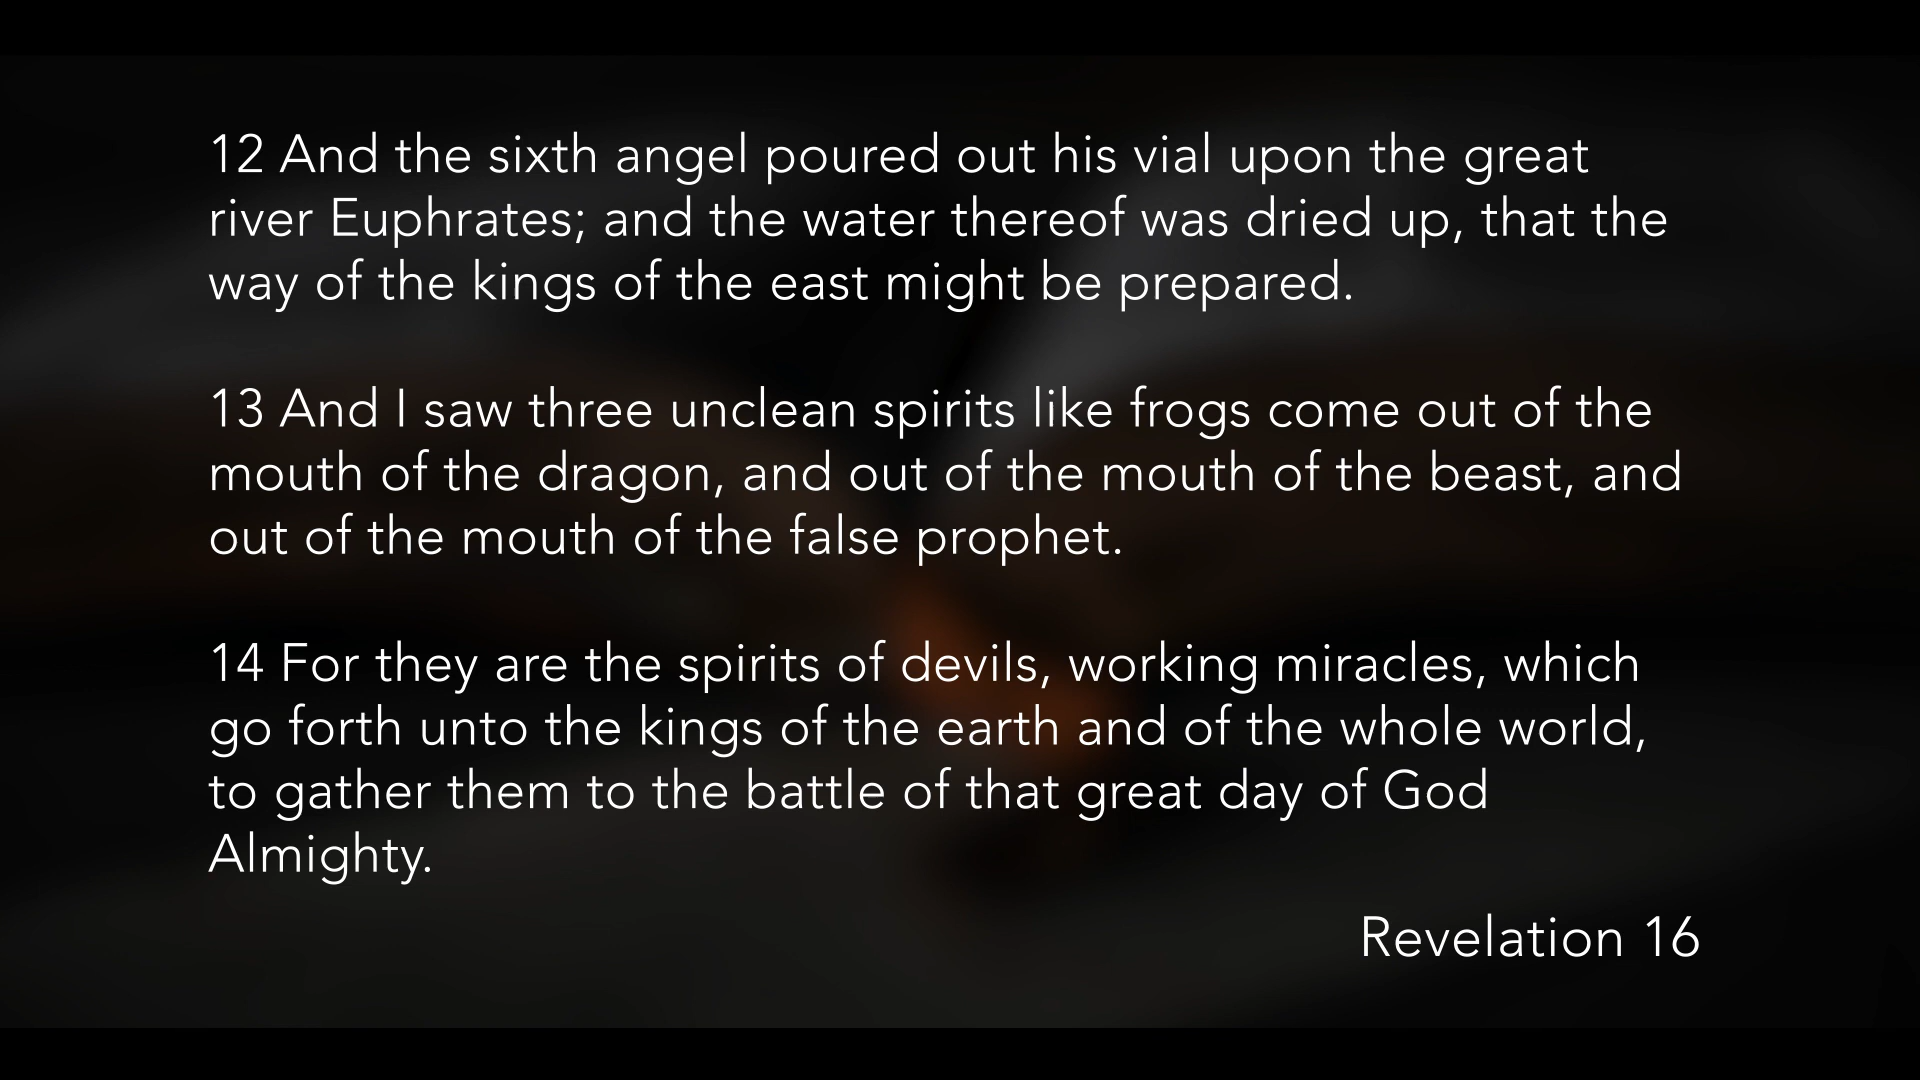 12 And the sixth angel poured out his vial upon the great
river Euphrates; and the water thereof was dried up, that the
way of the kings of the east might be prepared.
13 And I saw three unclean spirits like frogs come out of the
mouth of the dragon, and out of the mouth of the beast, and
out of the mouth of the false prophet.
14 For they are the spirits of devils, working miracles, which
go forth unto the kings of the earth and of the whole world,
to gather them to the battle of that great day of God
Almighty.
Revelation 16